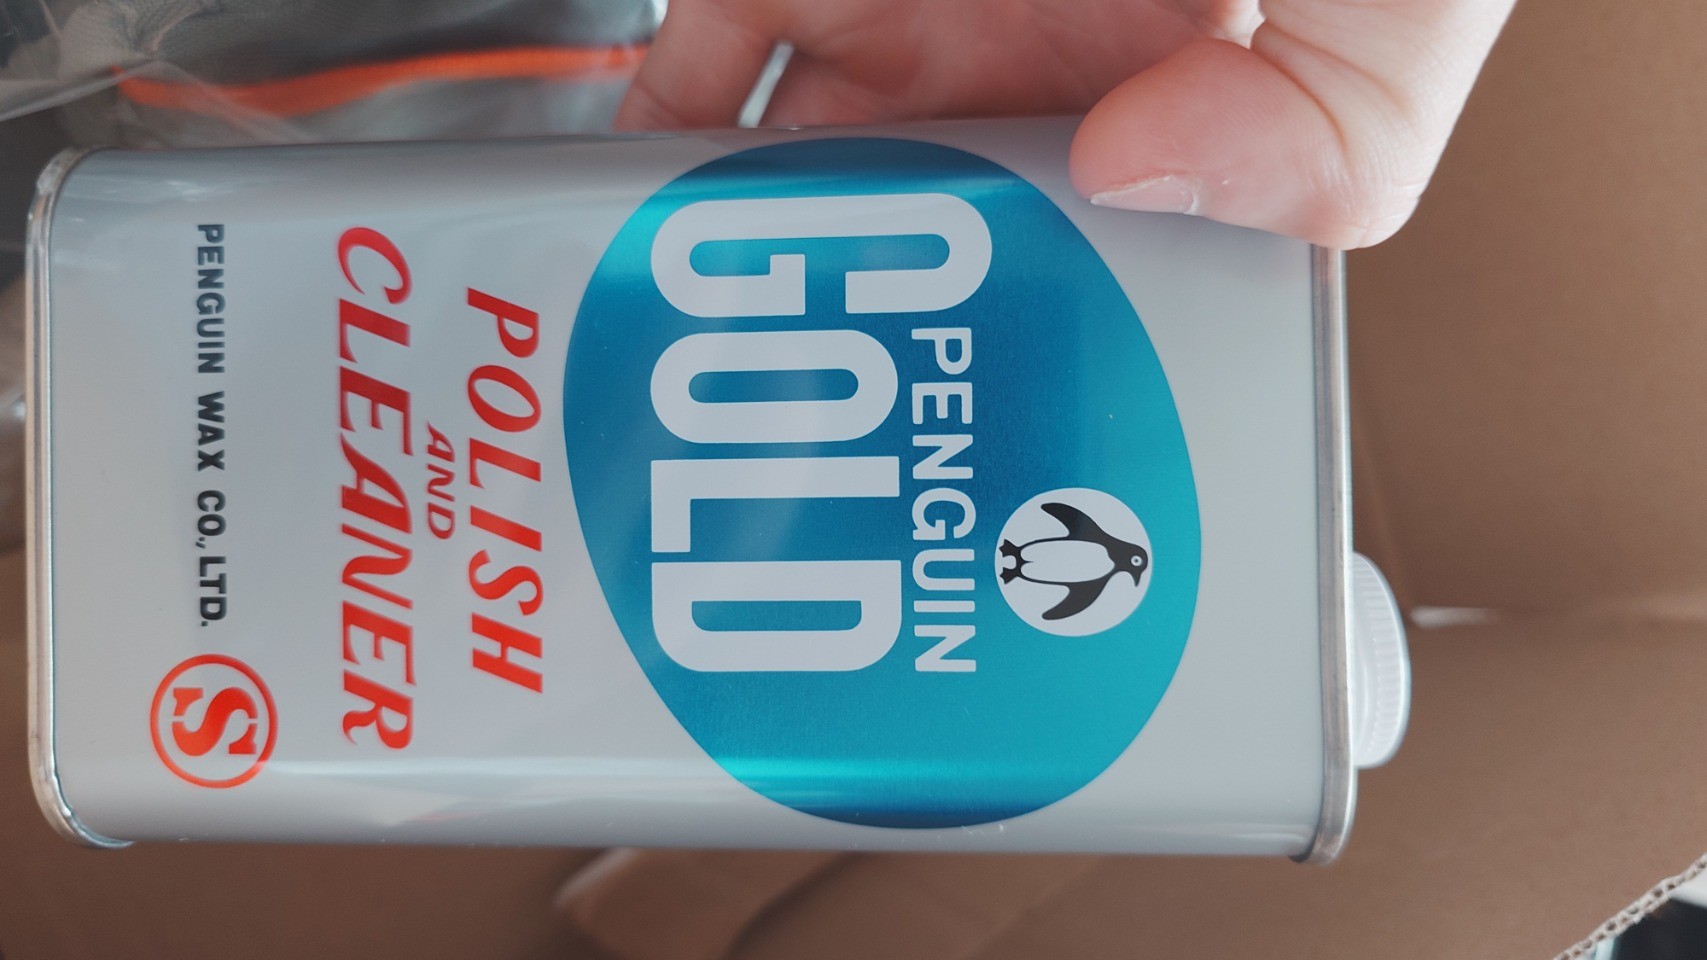 PENGUIN
GOLD
POLISH
AND
CLEANER
PENGUIN WAX CO., LTD.
S